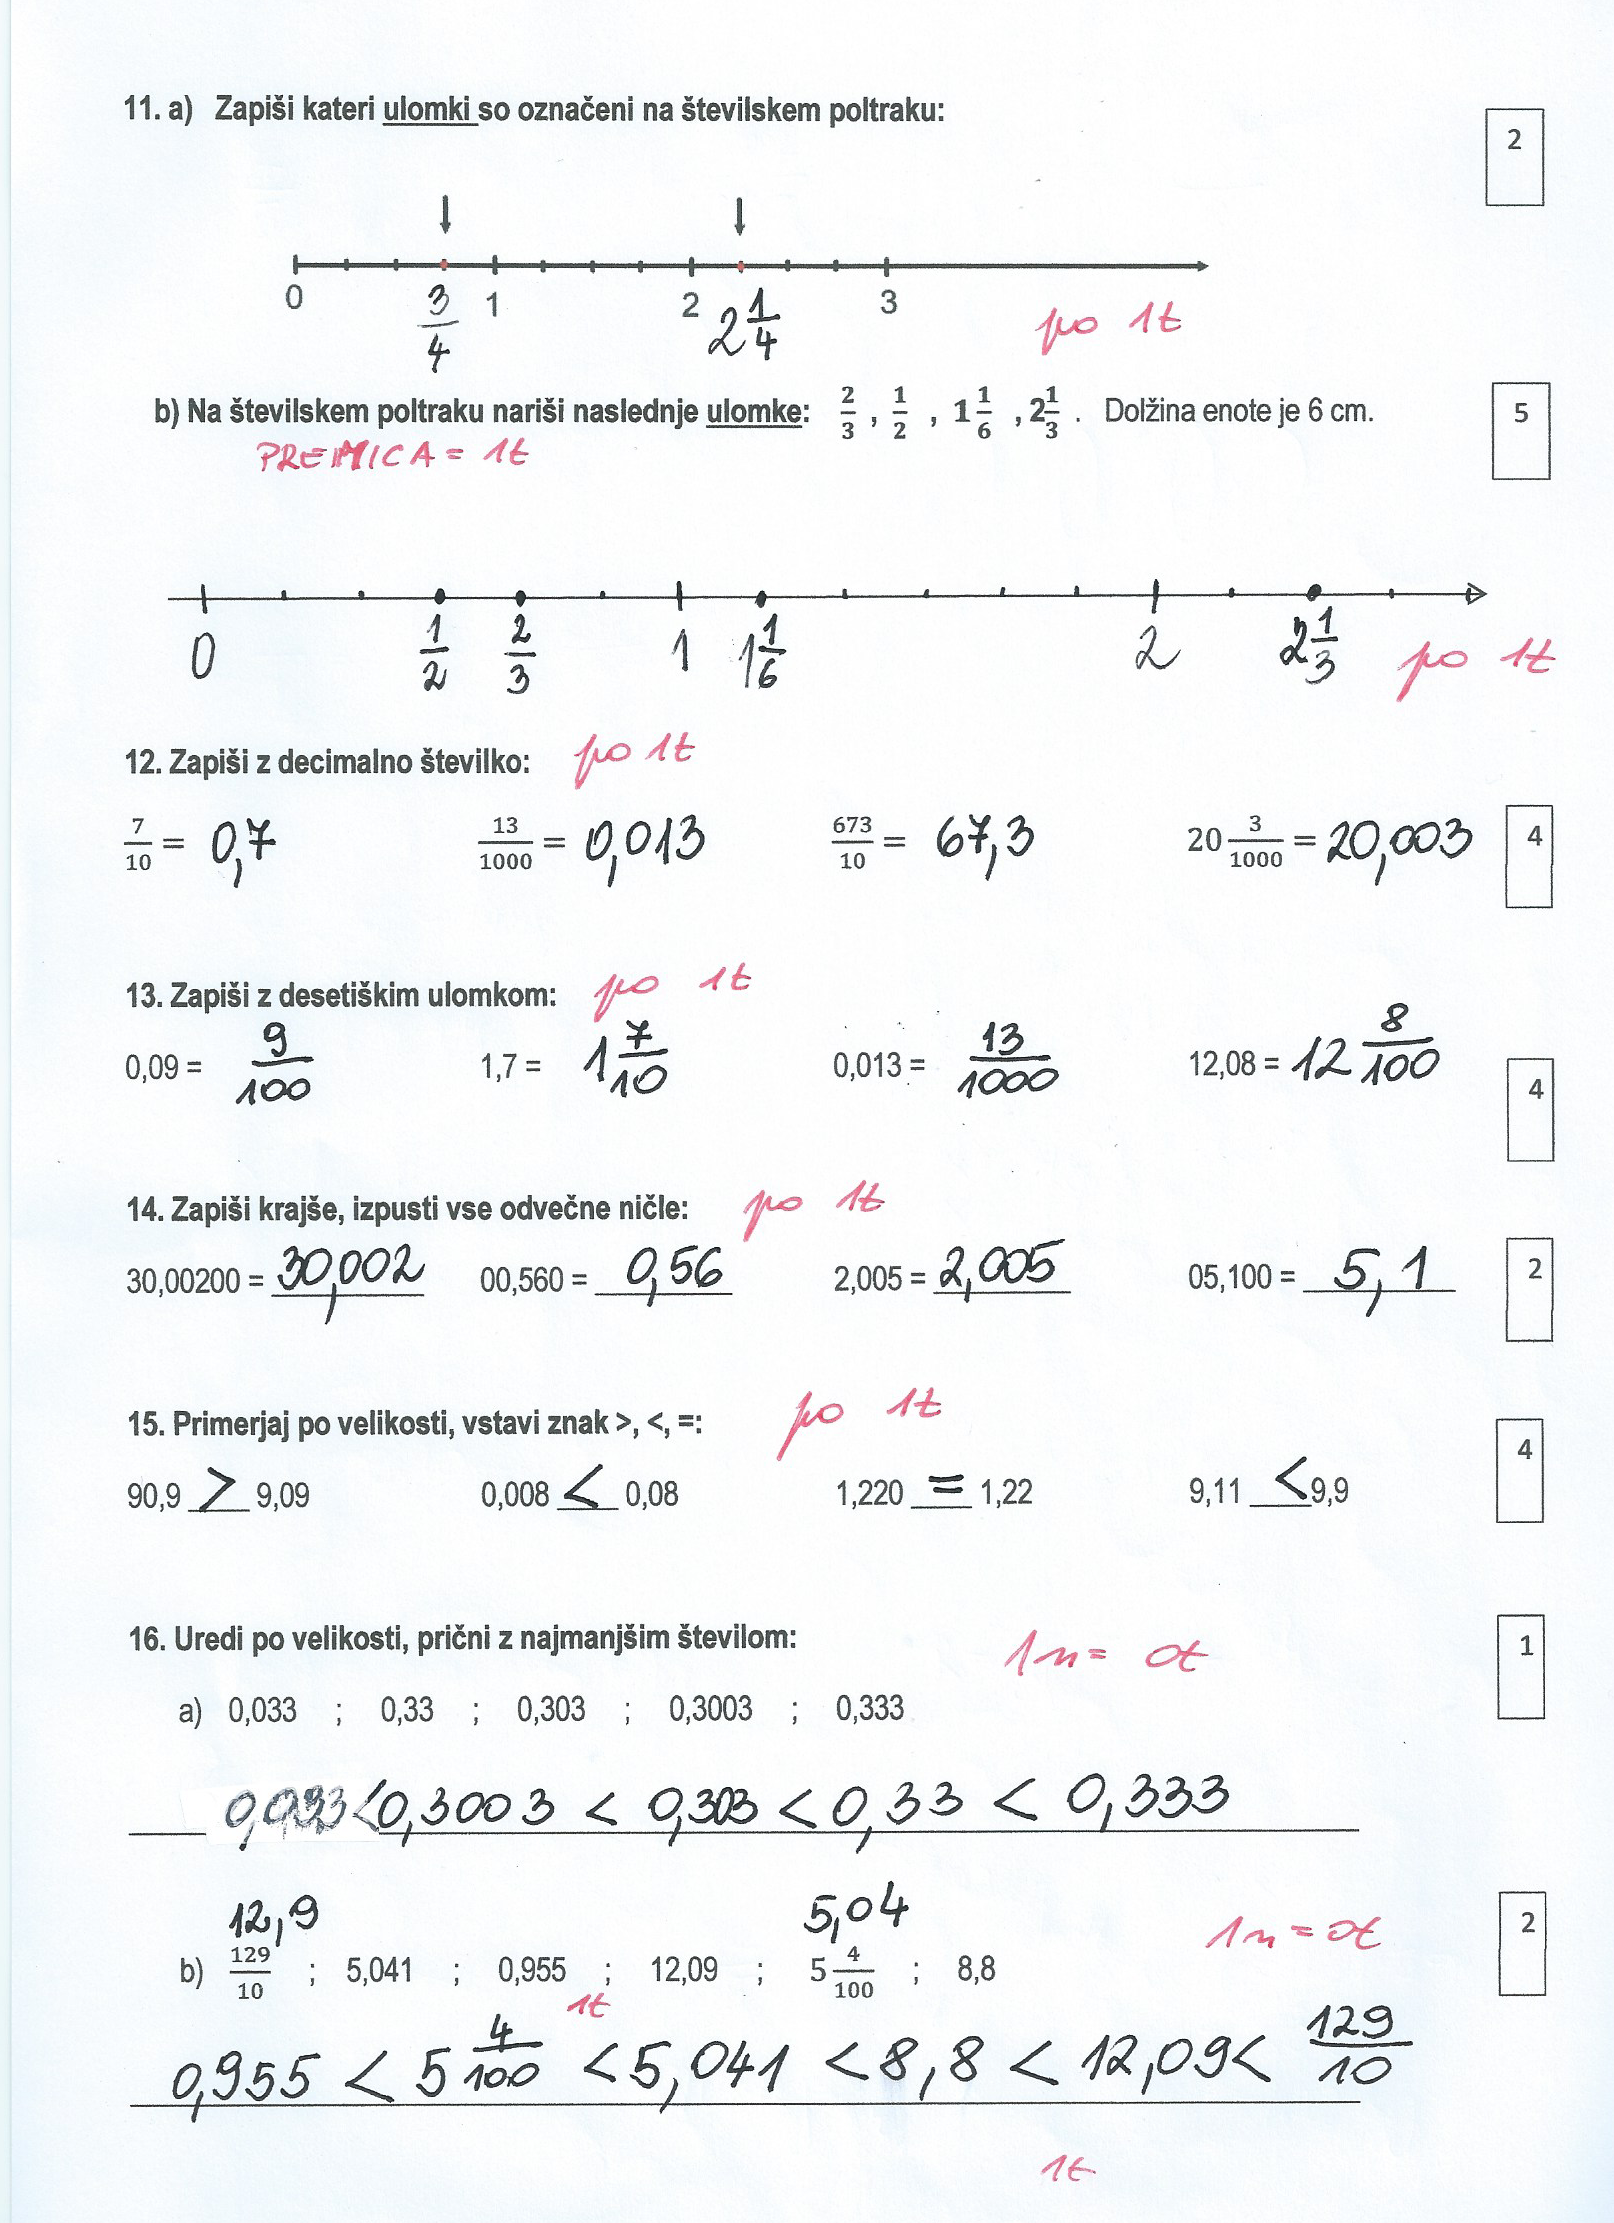 11. a) Zapiši kateri ulomki so označeni na številskem poltraku:
2
0 3/4 1 2 2 1/4 3
po 1t
b) Na številskem poltraku nariši naslednje ulomke: 2/3 , 1/2 , 1 1/6 , 2 1/3 . Dolžina enote je 6 cm.
5
PREMICA = 1t
0 1/2 2/3 1 1 1/6 2 2 1/3 po 1t
12. Zapiši z decimalno številko: po 1t
7/10 = 0,7 13/1000 = 0,013 673/10 = 67,3 20 3/1000 = 20,003
4
13. Zapiši z desetiškim ulomkom: po 1t
0,09 = 9/100 1,7 = 1 7/10 0,013 = 13/1000 12,08 = 12 8/100
4
14. Zapiši krajše, izpusti vse odvečne ničle: po 1t
30,00200 = 30,002 00,560 = 0,56 2,005 = 2,005 05,100 = 5,1
2
15. Primerjaj po velikosti, vstavi znak >, <, =: po 1t
90,9 > 9,09 0,008 < 0,08 1,220 = 1,22 9,11 < 9,9
4
16. Uredi po velikosti, prični z najmanjšim številom: 1n = 0t
1
a) 0,033 ; 0,33 ; 0,303 ; 0,3003 ; 0,333
0,033 < 0,3003 < 0,303 < 0,33 < 0,333
12,9 5,04
1n = 0t
2
b) 129/10 ; 5,041 ; 0,955 ; 12,09 ; 5 4/100 ; 8,8
1t
0,955 < 5 4/100 < 5,041 < 8,8 < 12,09 < 129/10
1t